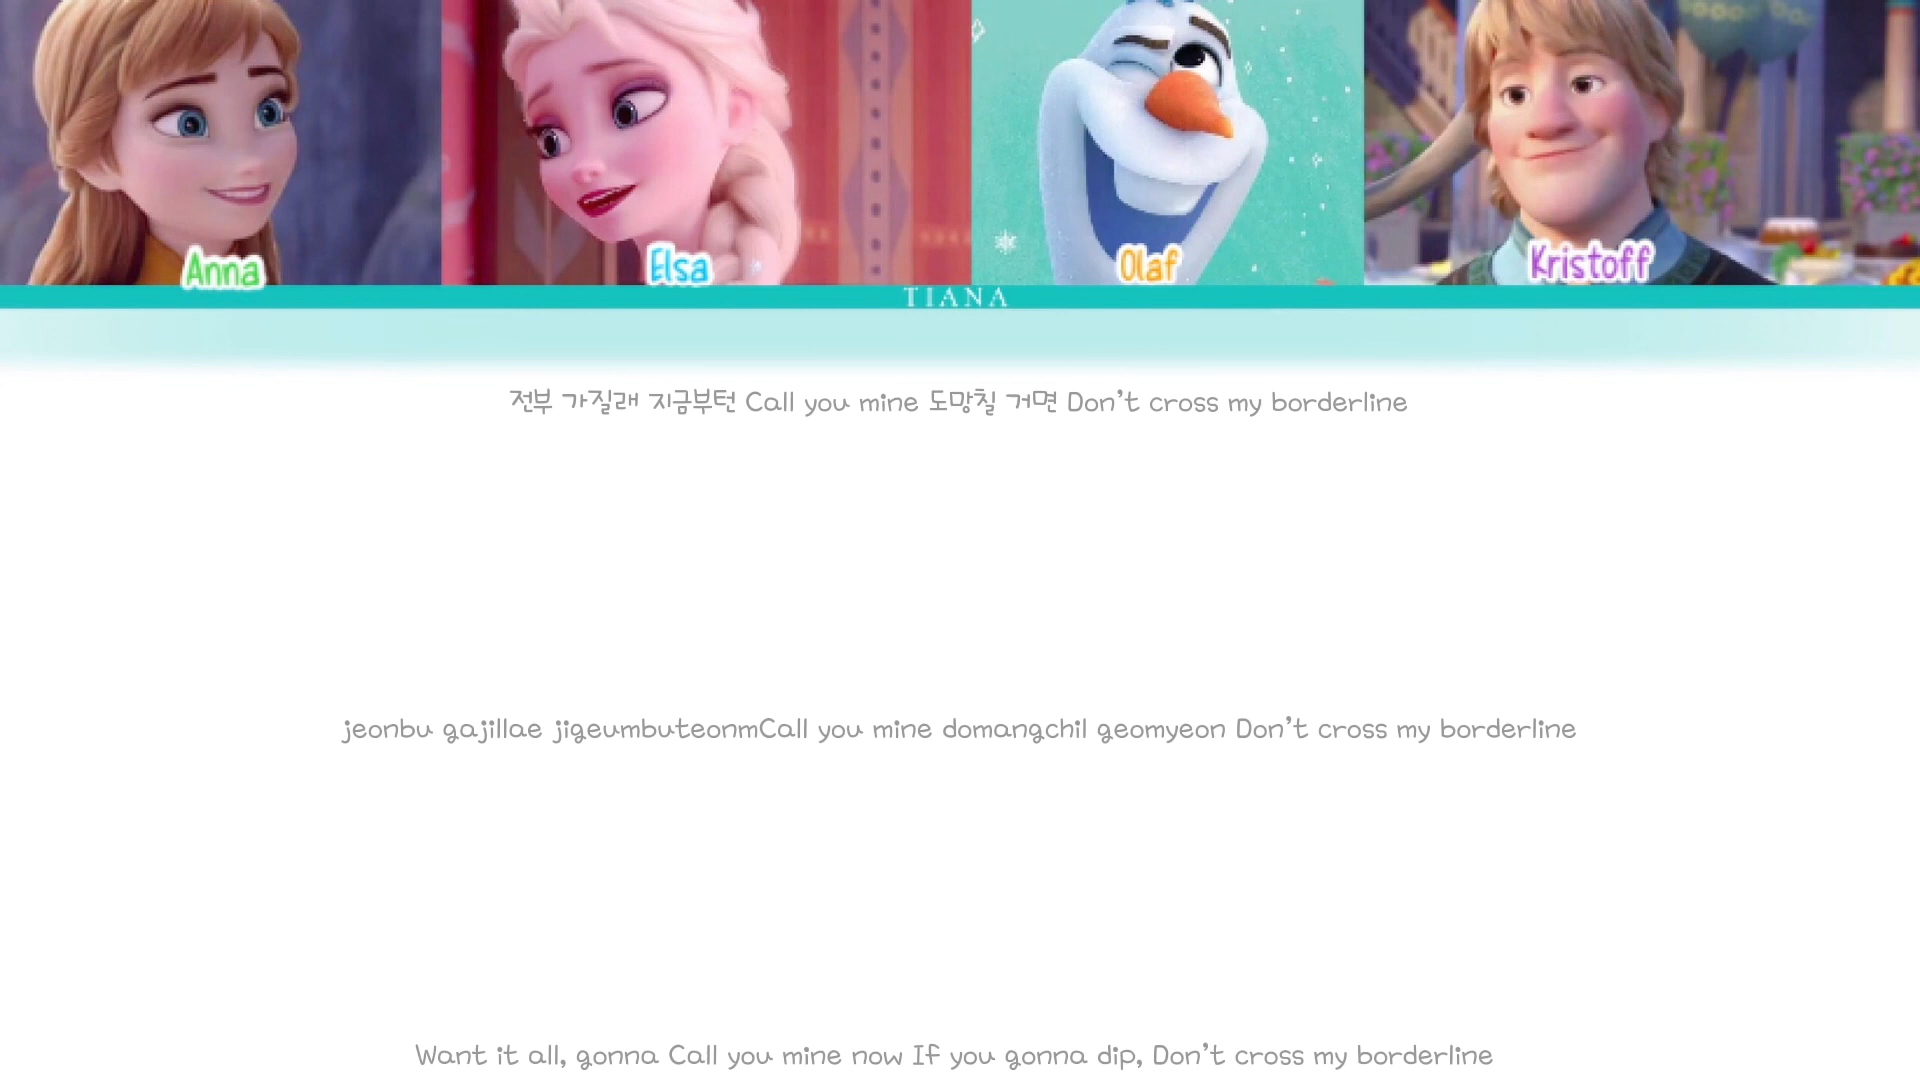 Anna Elsa Olaf Kristoff
TIANA
전부 가질래 지금부턴 Call you mine 도망칠 거면 Don't cross my borderline
jeonbu gajillae jigeumbuteonmCall you mine domangchil geomyeon Don't cross my borderline
Want it all, gonna Call you mine now If you gonna dip, Don't cross my borderline